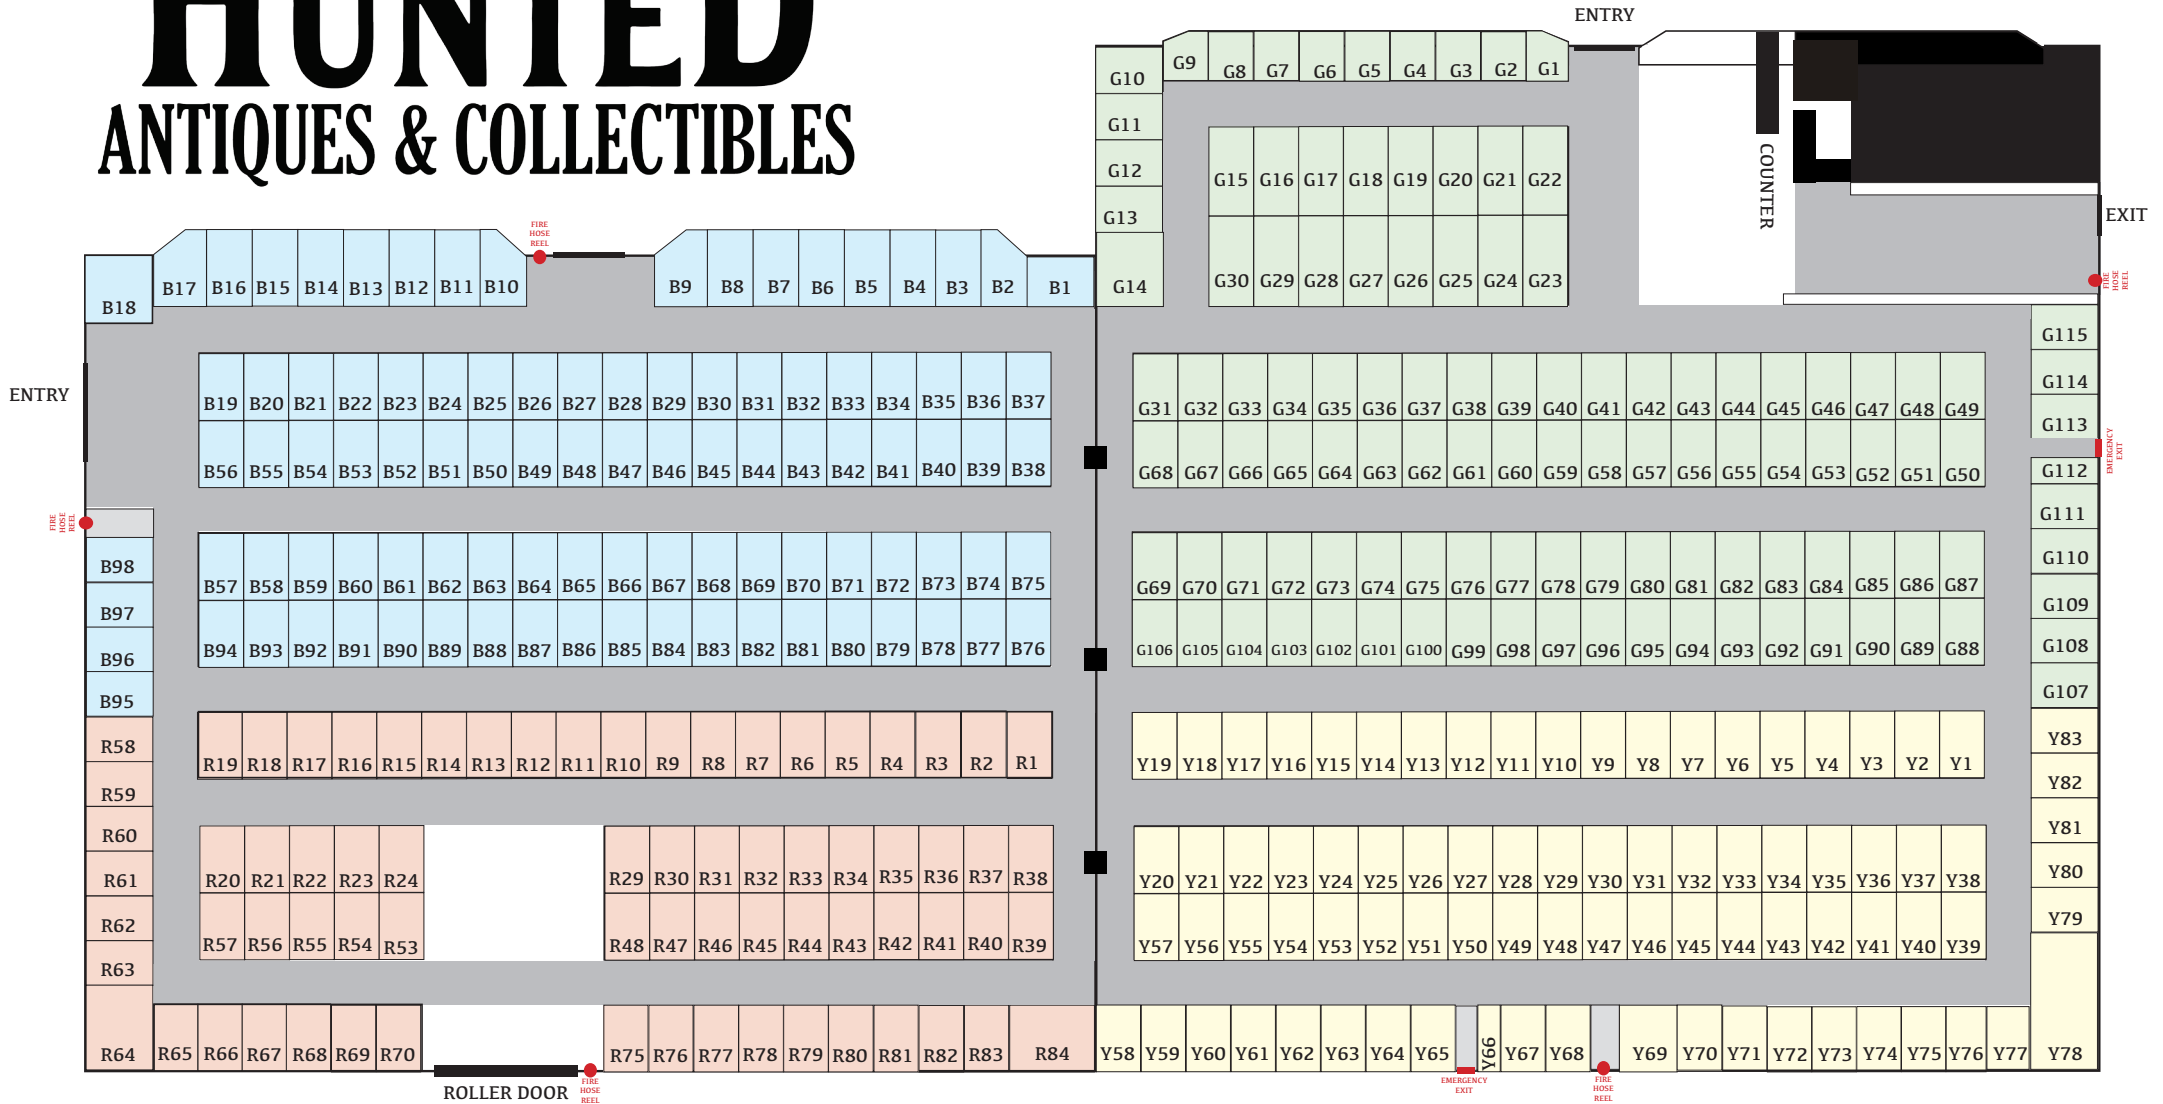 HUNTED
ANTIQUES & COLLECTIBLES
ENTRY
G10 G9 G8 G7 G6 G5 G4 G3 G2 G1
G11
G12
G13
G14
G15 G16 G17 G18 G19 G20 G21 G22
G30 G29 G28 G27 G26 G25 G24 G23
COUNTER
EXIT
FIRE
HOSE
REEL
FIRE
HOSE
REEL
B18 B17 B16 B15 B14 B13 B12 B11 B10 B9 B8 B7 B6 B5 B4 B3 B2 B1
ENTRY
B19 B20 B21 B22 B23 B24 B25 B26 B27 B28 B29 B30 B31 B32 B33 B34 B35 B36 B37
B56 B55 B54 B53 B52 B51 B50 B49 B48 B47 B46 B45 B44 B43 B42 B41 B40 B39 B38
G31 G32 G33 G34 G35 G36 G37 G38 G39 G40 G41 G42 G43 G44 G45 G46 G47 G48 G49
G68 G67 G66 G65 G64 G63 G62 G61 G60 G59 G58 G57 G56 G55 G54 G53 G52 G51 G50
G115
G114
G113
EMERGENCY
EXIT
G112
G111
G110
G109
G108
G107
FIRE
HOSE
REEL
B98
B97
B96
B95
B57 B58 B59 B60 B61 B62 B63 B64 B65 B66 B67 B68 B69 B70 B71 B72 B73 B74 B75
B94 B93 B92 B91 B90 B89 B88 B87 B86 B85 B84 B83 B82 B81 B80 B79 B78 B77 B76
G69 G70 G71 G72 G73 G74 G75 G76 G77 G78 G79 G80 G81 G82 G83 G84 G85 G86 G87
G106 G105 G104 G103 G102 G101 G100 G99 G98 G97 G96 G95 G94 G93 G92 G91 G90 G89 G88
R58
R59
R60
R61
R62
R63
R64
R19 R18 R17 R16 R15 R14 R13 R12 R11 R10 R9 R8 R7 R6 R5 R4 R3 R2 R1
Y19 Y18 Y17 Y16 Y15 Y14 Y13 Y12 Y11 Y10 Y9 Y8 Y7 Y6 Y5 Y4 Y3 Y2 Y1
Y83
Y82
Y81
Y80
Y79
Y78
R20 R21 R22 R23 R24 R29 R30 R31 R32 R33 R34 R35 R36 R37 R38
R57 R56 R55 R54 R53 R48 R47 R46 R45 R44 R43 R42 R41 R40 R39
Y20 Y21 Y22 Y23 Y24 Y25 Y26 Y27 Y28 Y29 Y30 Y31 Y32 Y33 Y34 Y35 Y36 Y37 Y38
Y57 Y56 Y55 Y54 Y53 Y52 Y51 Y50 Y49 Y48 Y47 Y46 Y45 Y44 Y43 Y42 Y41 Y40 Y39
R65 R66 R67 R68 R69 R70 R75 R76 R77 R78 R79 R80 R81 R82 R83 R84
Y58 Y59 Y60 Y61 Y62 Y63 Y64 Y65 Y66 Y67 Y68 Y69 Y70 Y71 Y72 Y73 Y74 Y75 Y76 Y77
ROLLER DOOR
FIRE
HOSE
REEL
EMERGENCY
EXIT
FIRE
HOSE
REEL